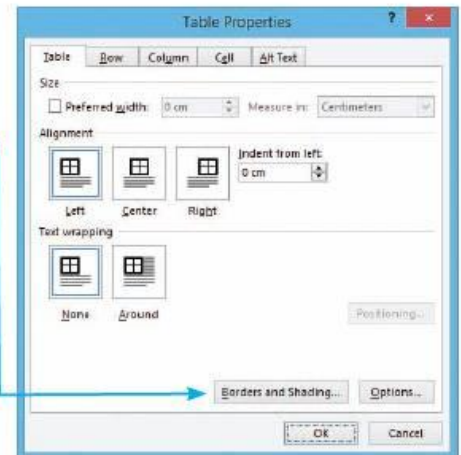 Table Properties ?
Table Row Column Cell Alt Text
Size
Preferred width: 0 cm Measure in: Centimeters
Alignment
Indent from left:
0 cm
Left Center Right
Text wrapping
None Around
Positioning...
Borders and Shading... Options...
OK Cancel